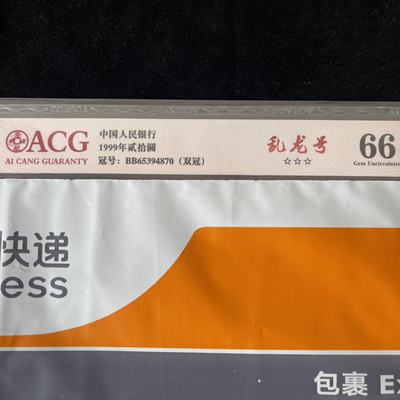 ACG
AI CANG GUARANTY
中国人民银行
1999年贰拾圆
冠号：BB65394870（双冠）
乱龙号
☆☆☆
66
Gem Uncirculated
快递
ess
包裹 Ex